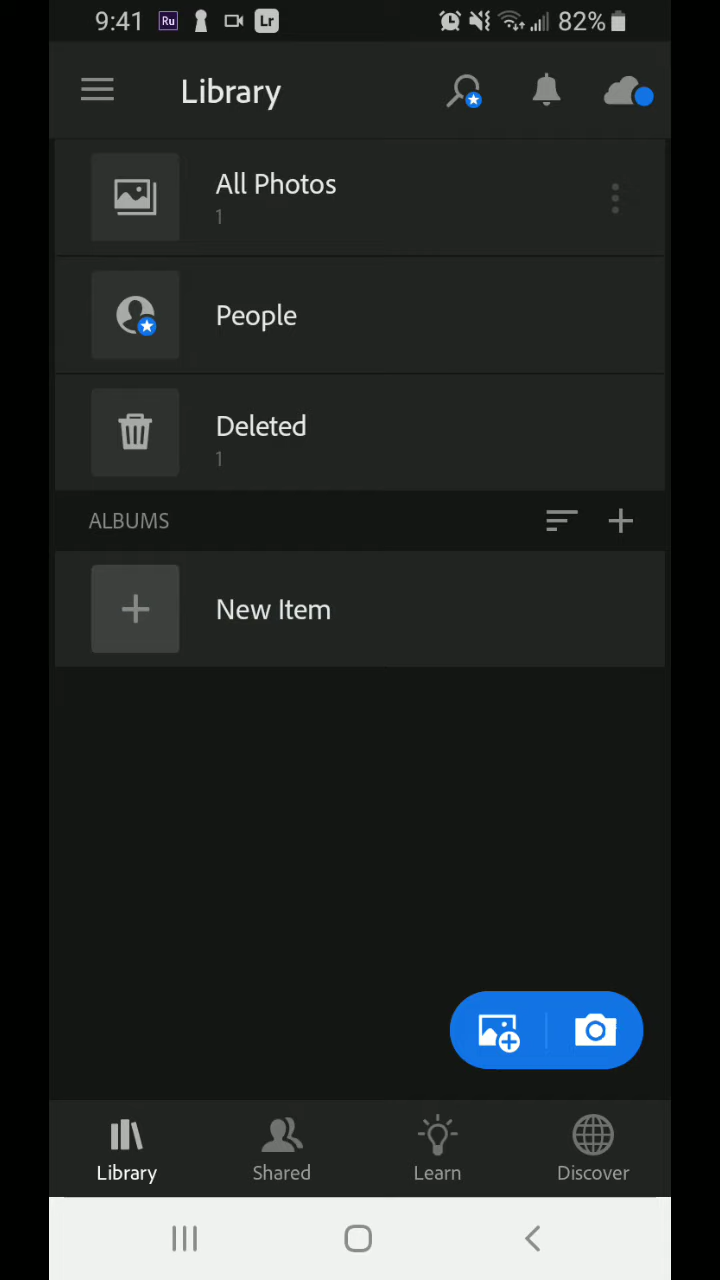 9:41 Ru Lr 82%
Library
All Photos
1
People
Deleted
1
ALBUMS
New Item
Library Shared Learn Discover